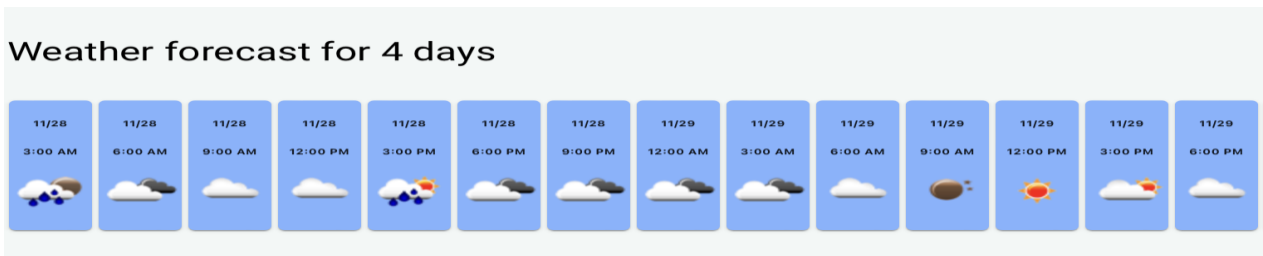 Weather forecast for 4 days
11/28 11/28 11/28 11/28 11/28 11/28 11/28 11/29 11/29 11/29 11/29 11/29 11/29 11/29
3:00 AM 6:00 AM 9:00 AM 12:00 PM 3:00 PM 6:00 PM 9:00 PM 12:00 AM 3:00 AM 6:00 AM 9:00 AM 12:00 PM 3:00 PM 6:00 PM